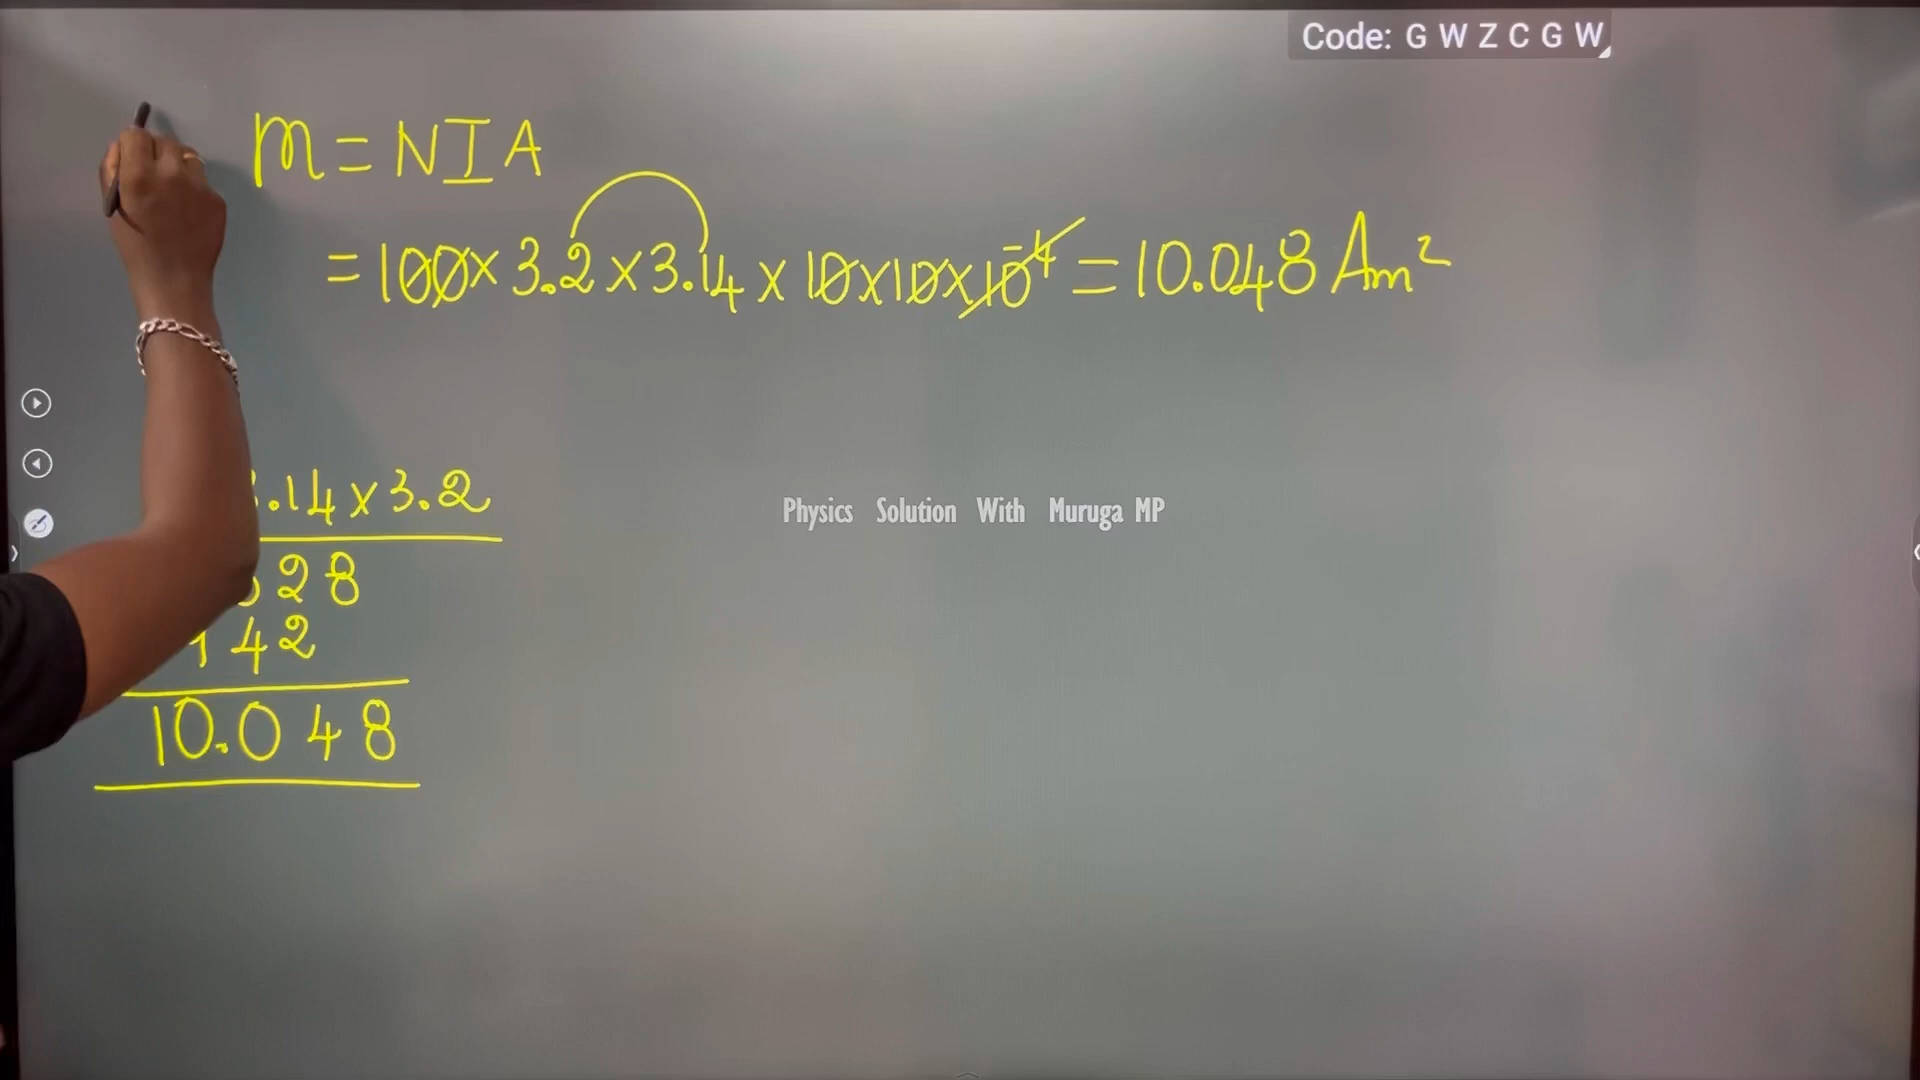 Code: G W Z C G W
m = NIA
= 100 × 3.2 × 3.14 × 10 × 10 × 10⁻⁴ = 10.048 Am²
.14 × 3.2
Physics Solution With Muruga MP
28
42
10.048